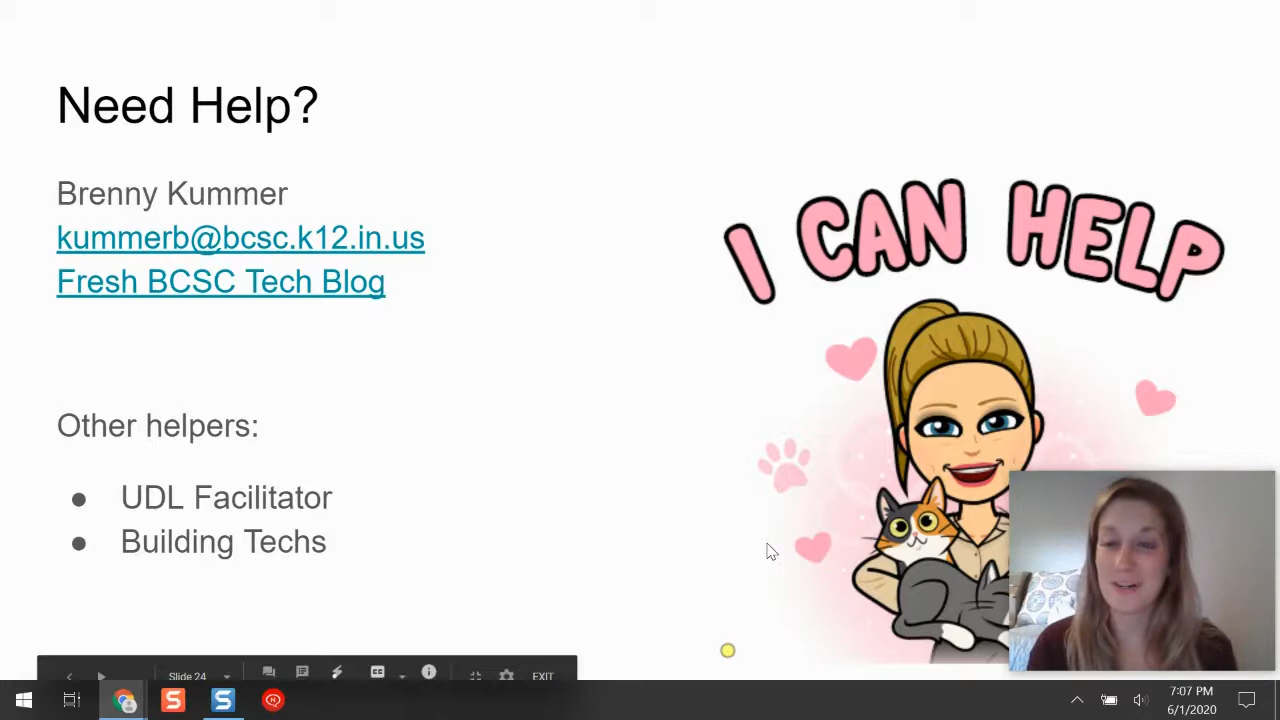 Need Help?
Brenny Kummer
kummerb@bcsc.k12.in.us
Fresh BCSC Tech Blog
Other helpers:
● UDL Facilitator
● Building Techs
I CAN HELP
Slide 24
CC
EXIT
7:07 PM
6/1/2020